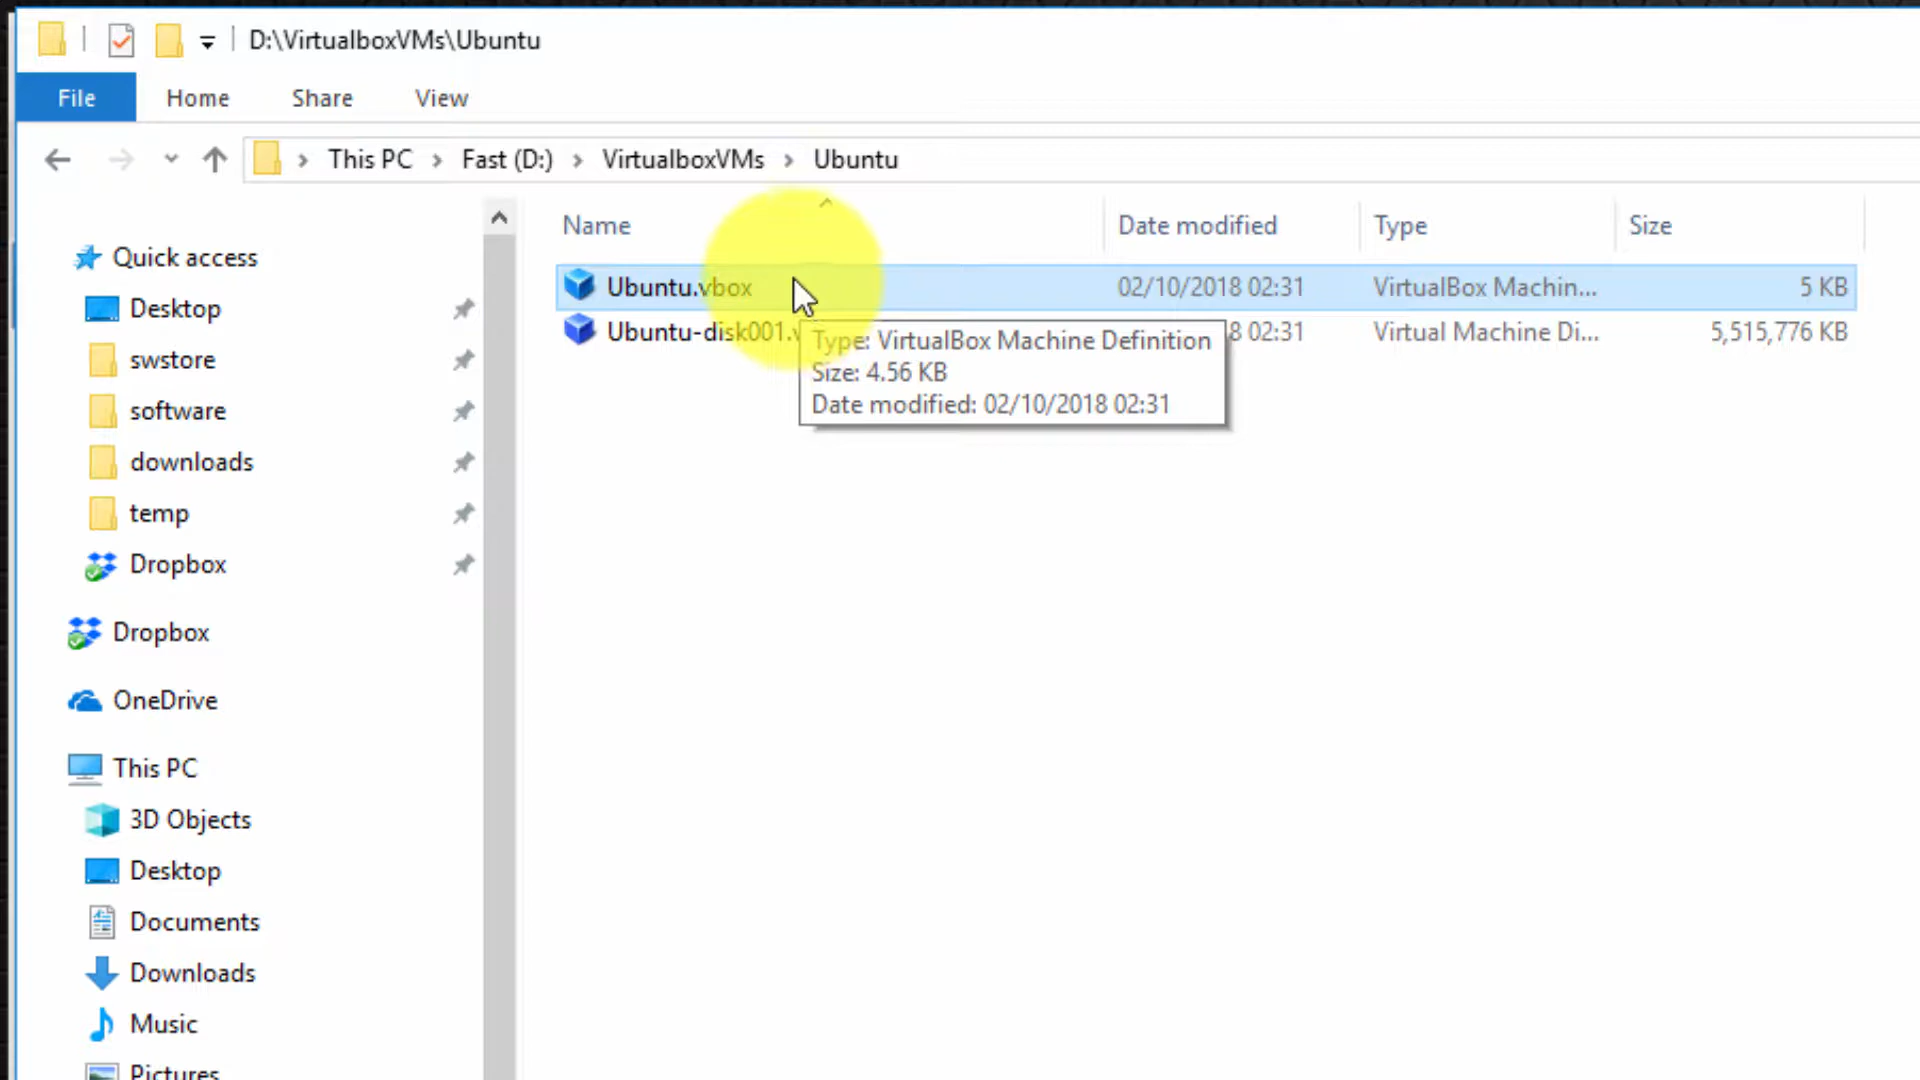 D:\VirtualboxVMs\Ubuntu
File Home Share View
This PC Fast (D:) VirtualboxVMs Ubuntu
Name Date modified Type Size
Ubuntu.vbox 02/10/2018 02:31 VirtualBox Machin... 5 KB
Ubuntu-disk001.v 8 02:31 Virtual Machine Di... 5,515,776 KB
Type: VirtualBox Machine Definition
Size: 4.56 KB
Date modified: 02/10/2018 02:31
Quick access
Desktop
swstore
software
downloads
temp
Dropbox
Dropbox
OneDrive
This PC
3D Objects
Desktop
Documents
Downloads
Music
Pictures